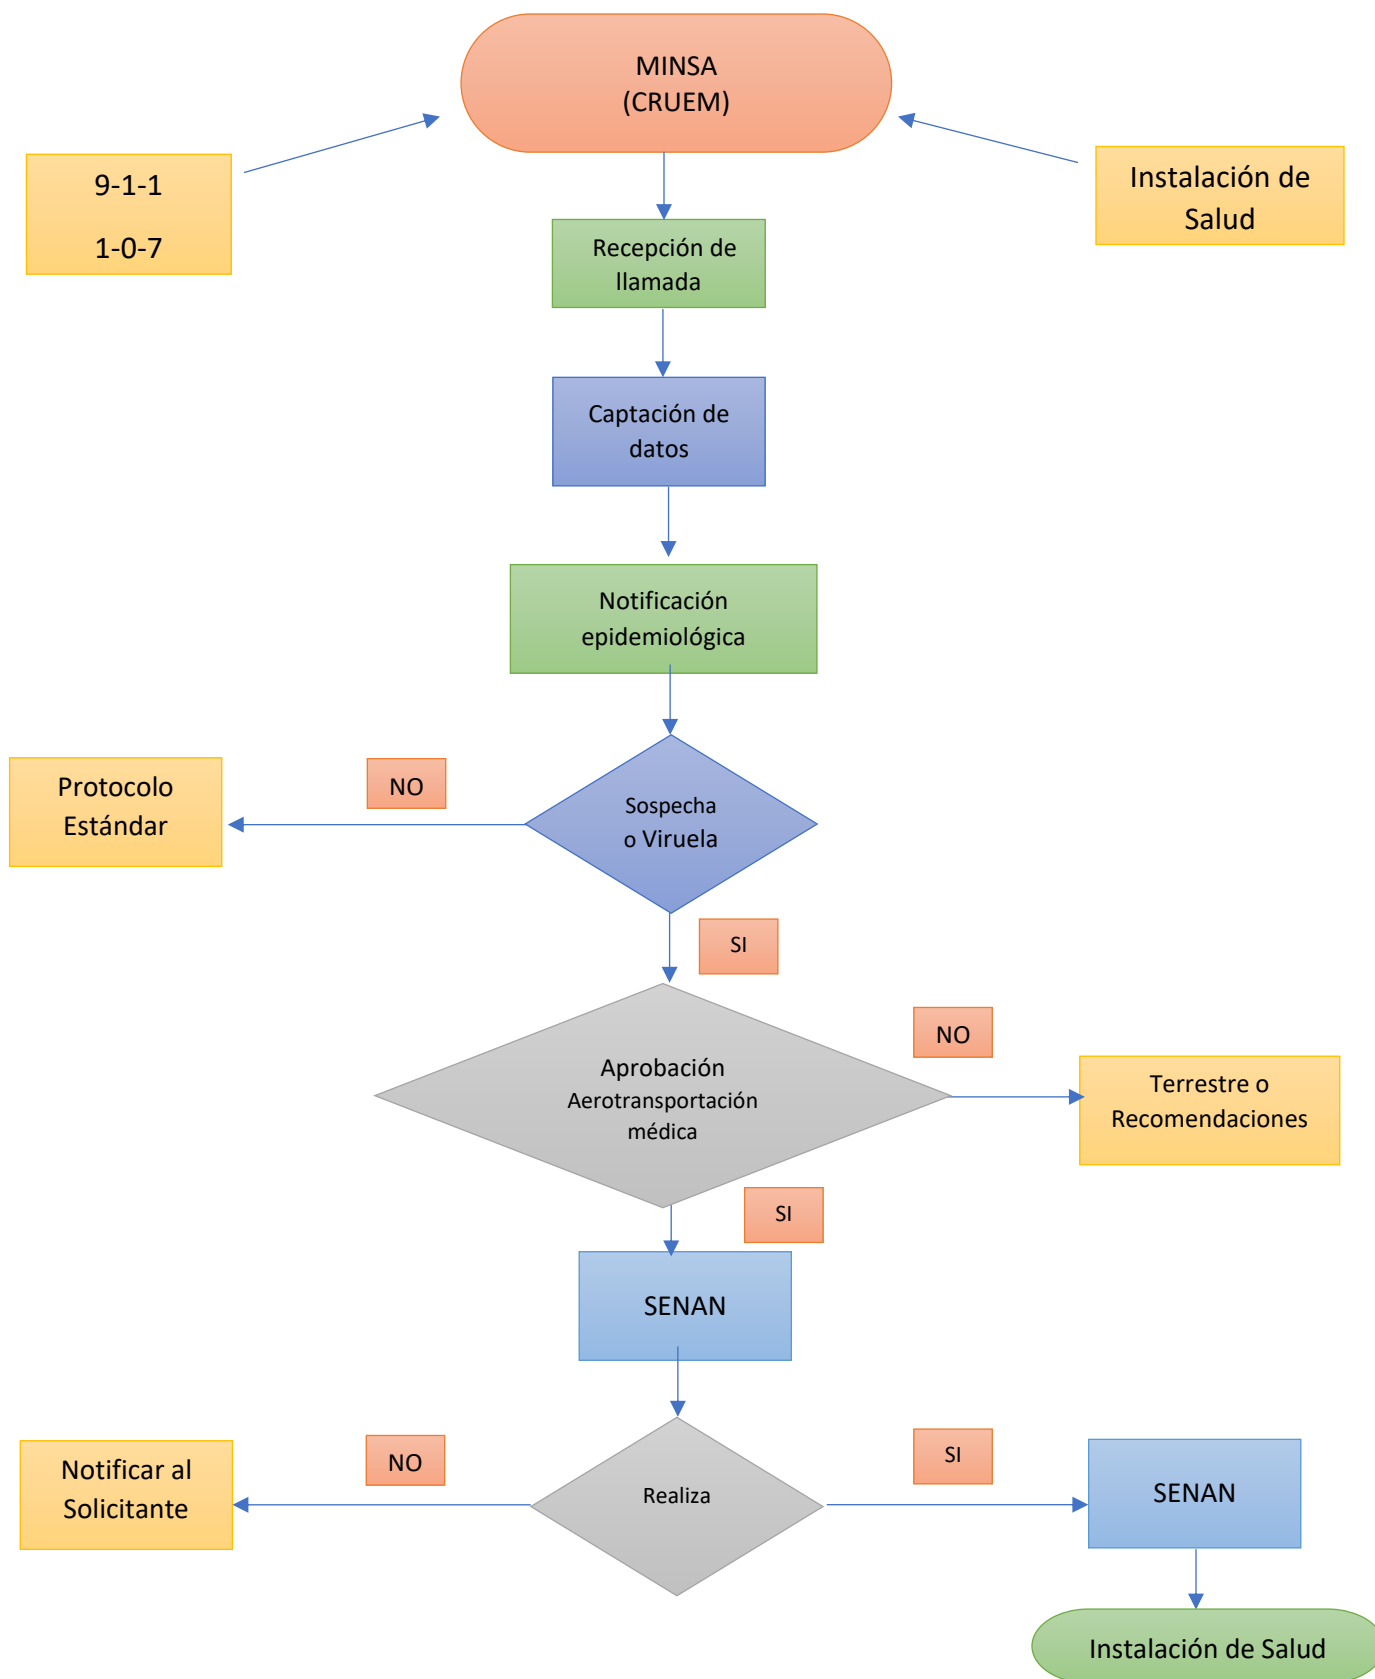 MINSA
(CRUEM)
9-1-1
1-0-7
Instalación de
Salud
Recepción de
llamada
Captación de
datos
Notificación
epidemiológica
NO
Protocolo
Estándar
Sospecha
o Viruela
SI
NO
Aprobación
Aerotransportación
médica
Terrestre o
Recomendaciones
SI
SENAN
NO
SI
Notificar al
Solicitante
Realiza
SENAN
Instalación de Salud